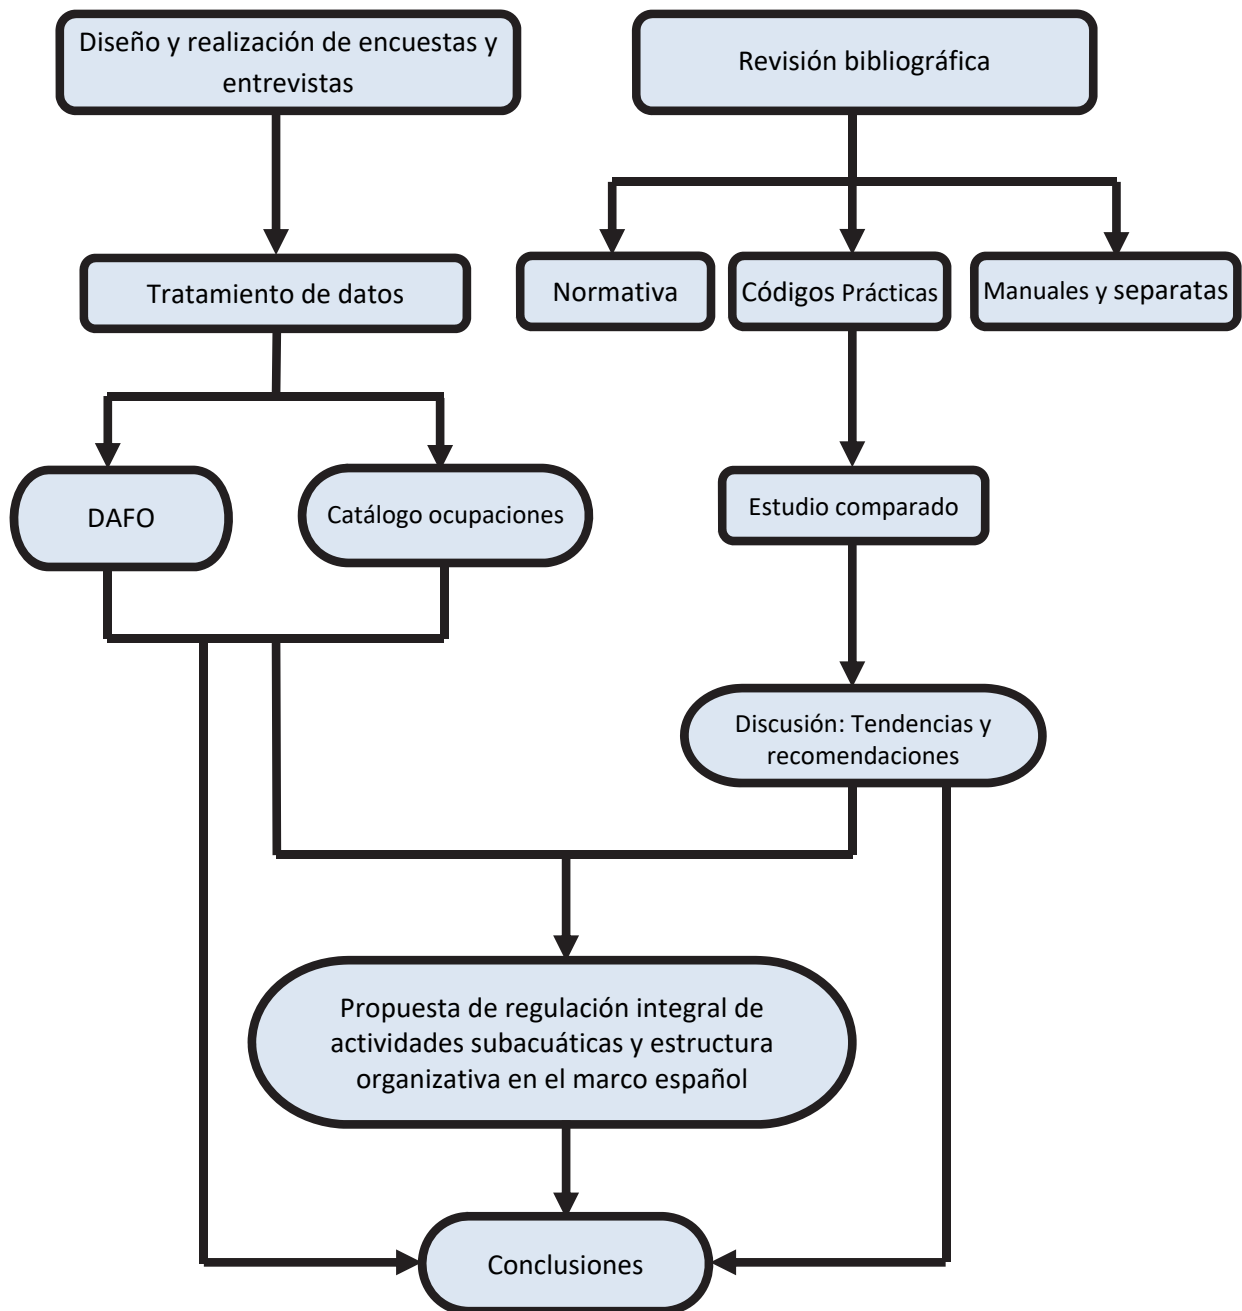 Diseño y realización de encuestas y
entrevistas
Revisión bibliográfica
Tratamiento de datos
Normativa
Códigos Prácticas
Manuales y separatas
DAFO
Catálogo ocupaciones
Estudio comparado
Discusión: Tendencias y
recomendaciones
Propuesta de regulación integral de
actividades subacuáticas y estructura
organizativa en el marco español
Conclusiones